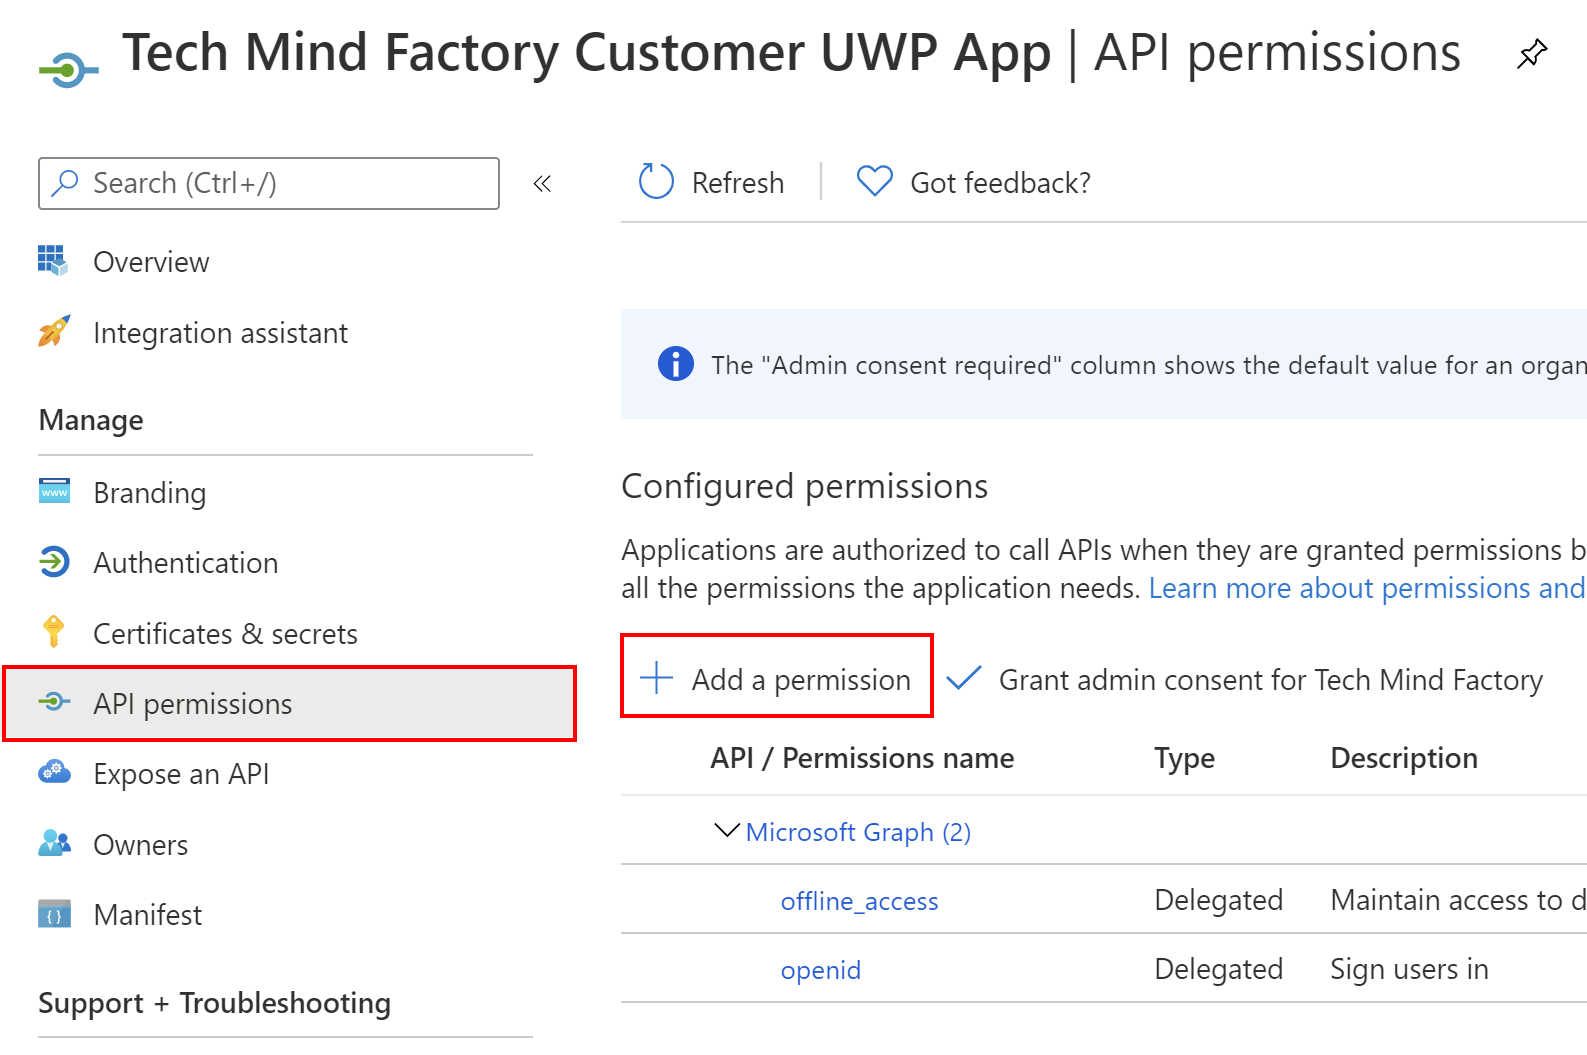 Tech Mind Factory Customer UWP App | API permissions
Search (Ctrl+/)
Refresh
Got feedback?
Overview
Integration assistant
The "Admin consent required" column shows the default value for an organ
Manage
Configured permissions
www
Branding
Applications are authorized to call APIs when they are granted permissions b
Authentication
all the permissions the application needs. Learn more about permissions and
Certificates & secrets
Add a permission
Grant admin consent for Tech Mind Factory
API permissions
API / Permissions name Type Description
Expose an API
Microsoft Graph (2)
Owners
offline_access Delegated Maintain access to d
Manifest
openid Delegated Sign users in
Support + Troubleshooting